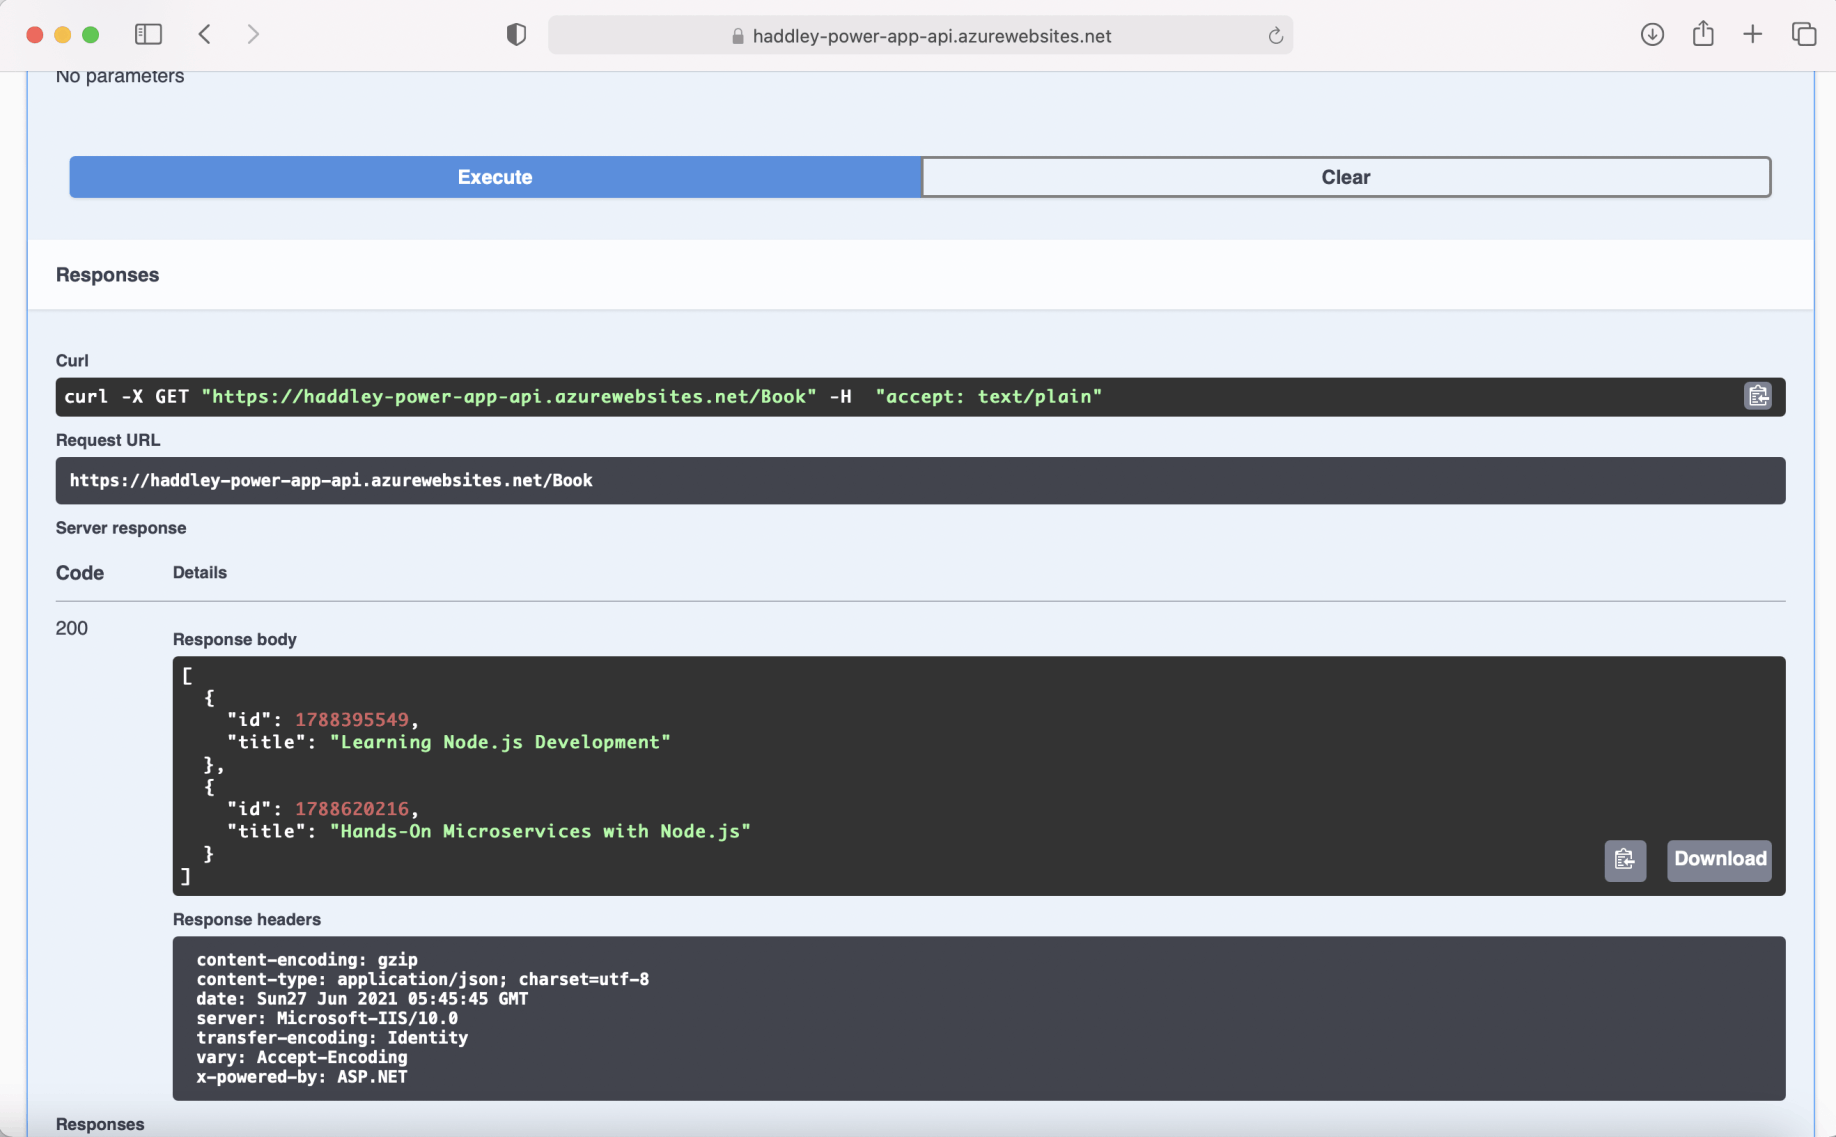 haddley-power-app-api.azurewebsites.net
No parameters
Execute
Clear
Responses
Curl
curl -X GET "https://haddley-power-app-api.azurewebsites.net/Book" -H  "accept: text/plain"
Request URL
https://haddley-power-app-api.azurewebsites.net/Book
Server response
Code Details
200
Response body
[
  {
    "id": 1788395549,
    "title": "Learning Node.js Development"
  },
  {
    "id": 1788620216,
    "title": "Hands-On Microservices with Node.js"
  }
]
Download
Response headers
content-encoding: gzip
content-type: application/json; charset=utf-8
date: Sun27 Jun 2021 05:45:45 GMT
server: Microsoft-IIS/10.0
transfer-encoding: Identity
vary: Accept-Encoding
x-powered-by: ASP.NET
Responses